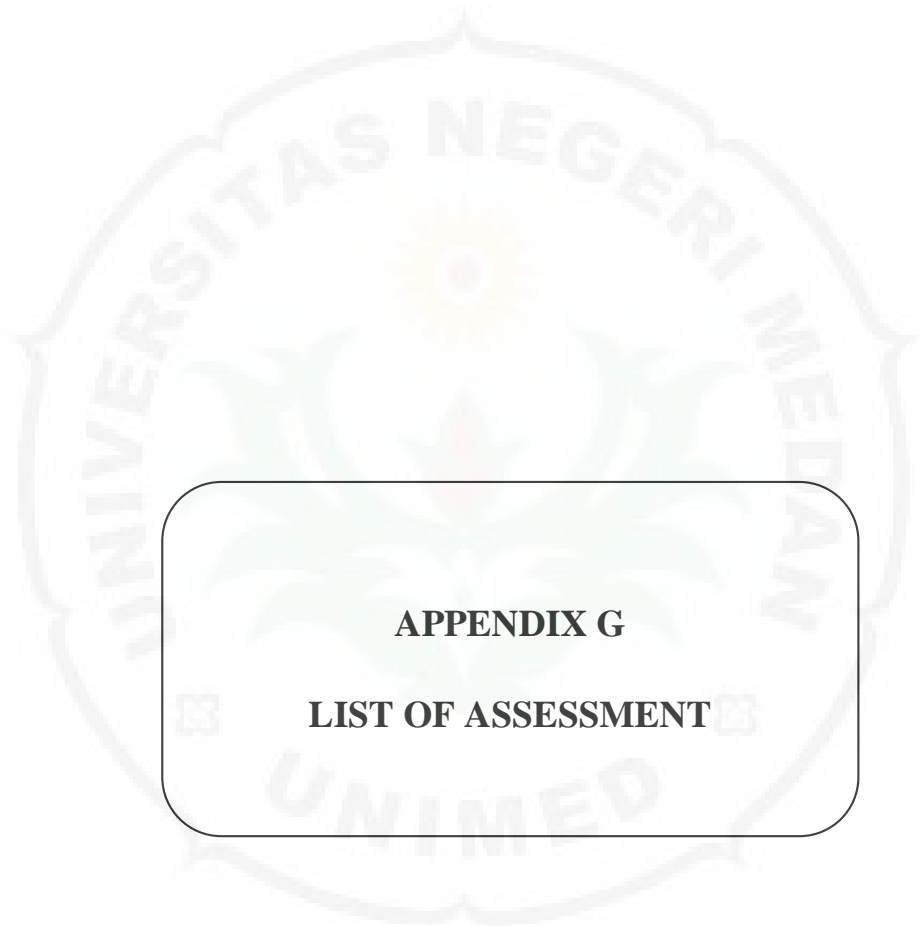 UNIVERSITAS NEGERI MEDAN
APPENDIX G
LIST OF ASSESSMENT
UNIMED